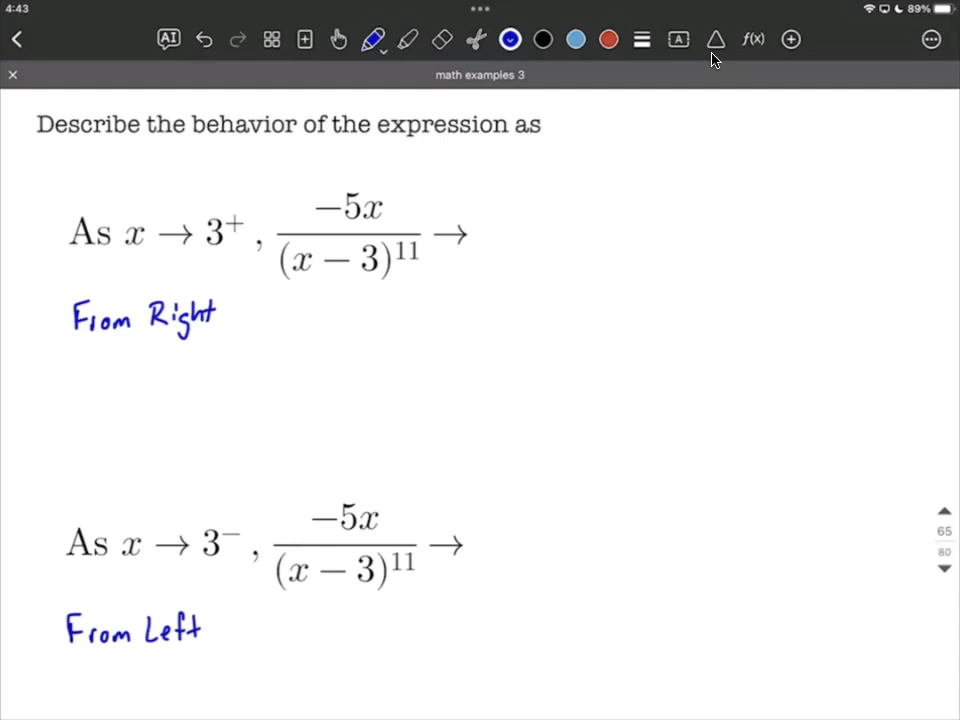 4:43
89%
AI
A
f(x)
math examples 3
Describe the behavior of the expression as
As x → 3⁺ , −5x/(x − 3)¹¹ →
From Right
As x → 3⁻ , −5x/(x − 3)¹¹ →
From Left
65
80